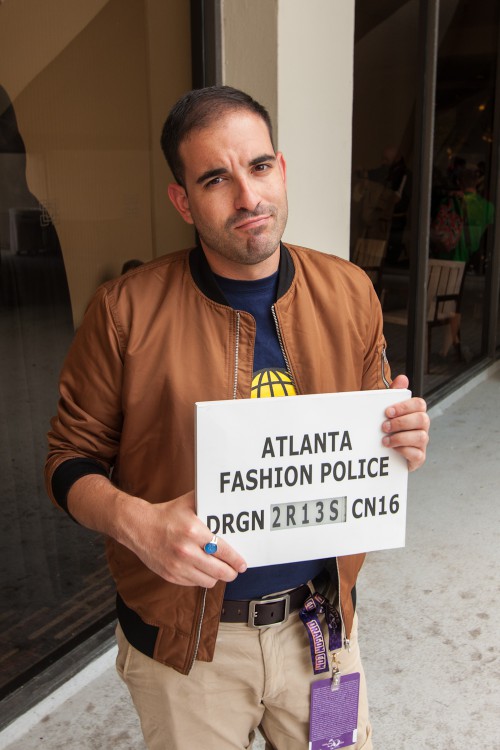 ATLANTA
FASHION POLICE
DRGN 2R13S CN16